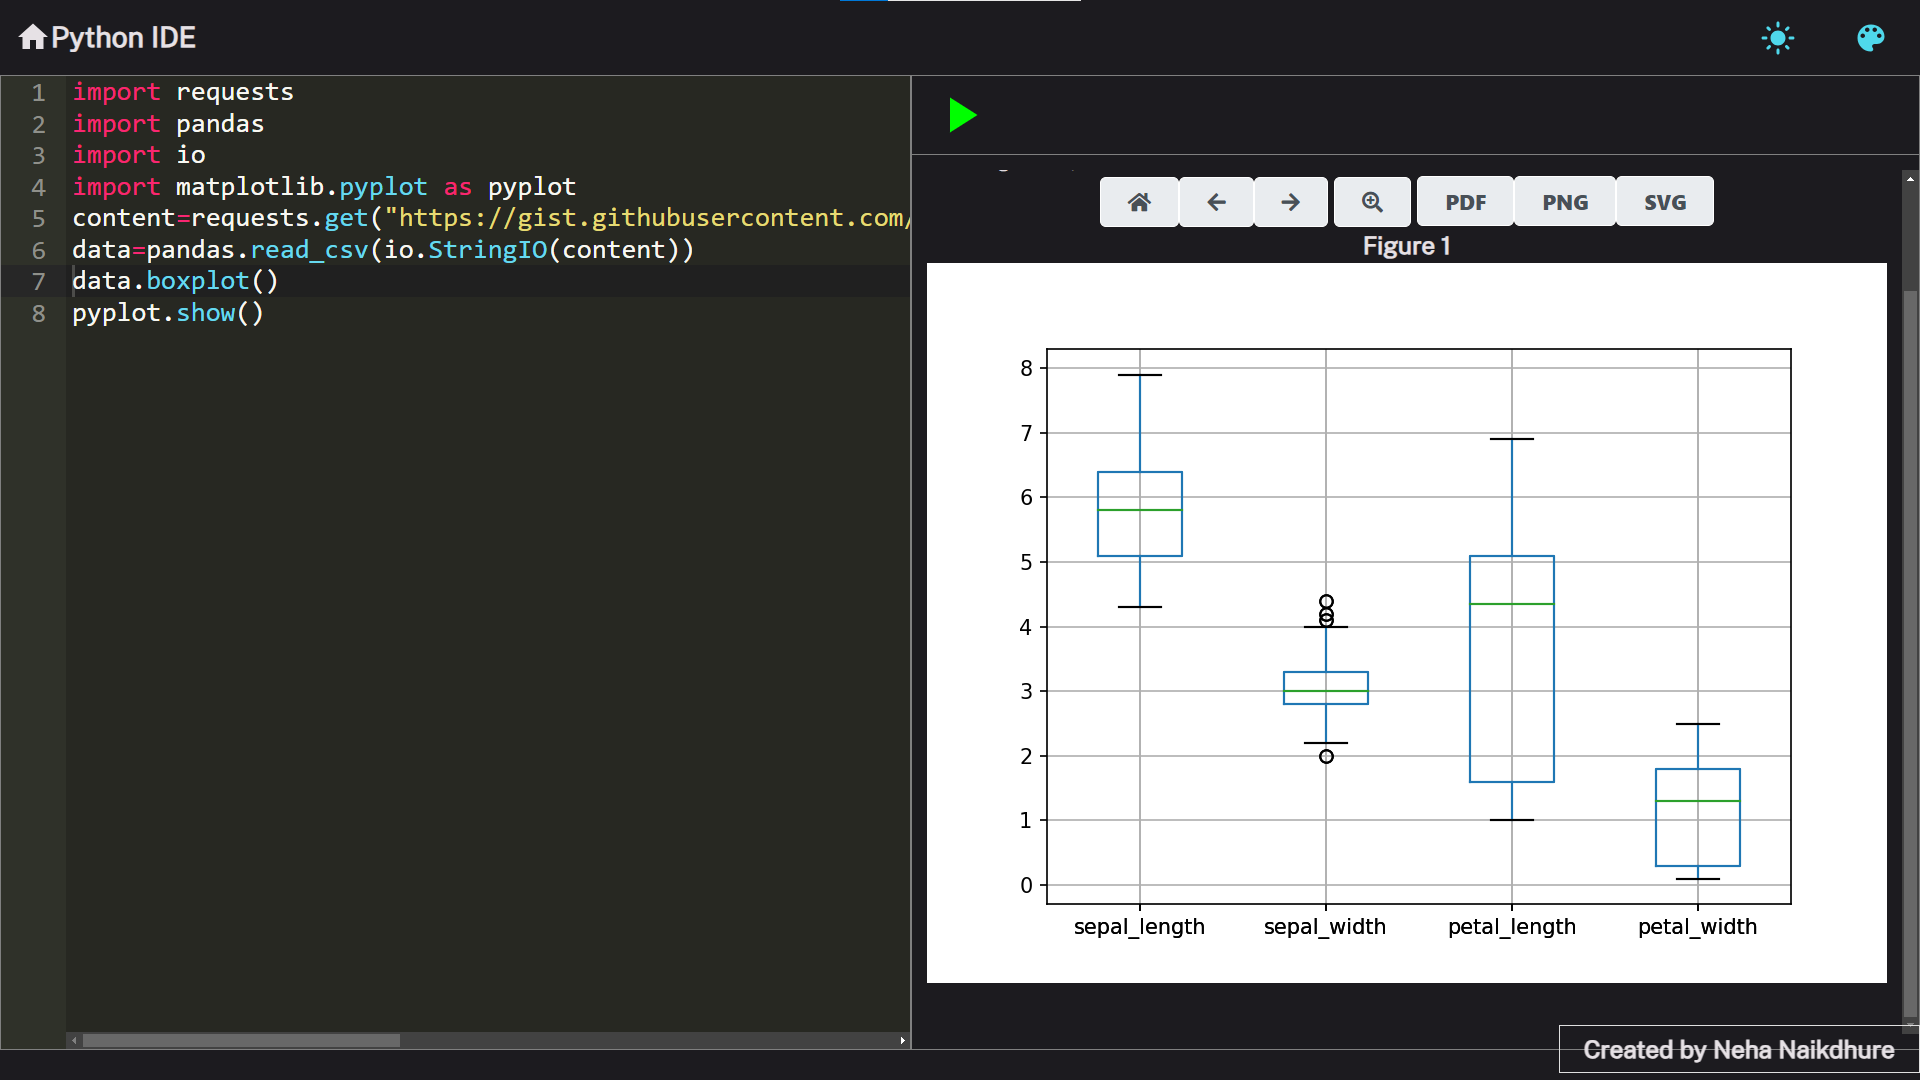 Python IDE
1 import requests
2 import pandas
3 import io
4 import matplotlib.pyplot as pyplot
5 content=requests.get("https://gist.githubusercontent.com/
6 data=pandas.read_csv(io.StringIO(content))
7 data.boxplot()
8 pyplot.show()
PDF PNG SVG
Figure 1
8
7
6
5
4
3
2
1
0
sepal_length sepal_width petal_length petal_width
Created by Neha Naikdhure